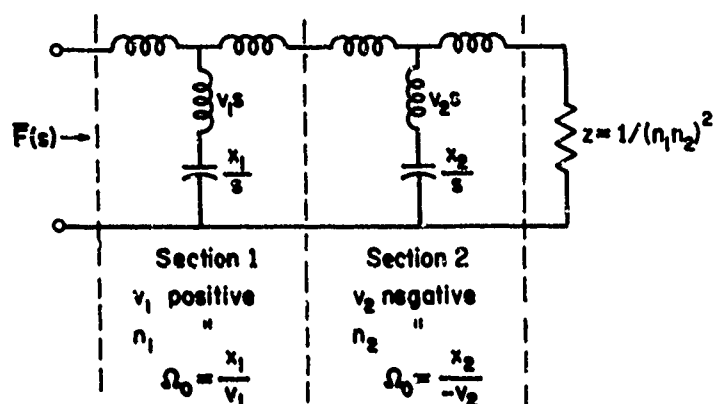 v₁s
v₂s
F̅(s)
x₁/s
x₂/s
z = 1/(n₁n₂)²
Section 1
v₁ positive
n₁ "
Ω₀ = x₁/v₁
Section 2
v₂ negative
n₂ "
Ω₀ = x₂/-v₂